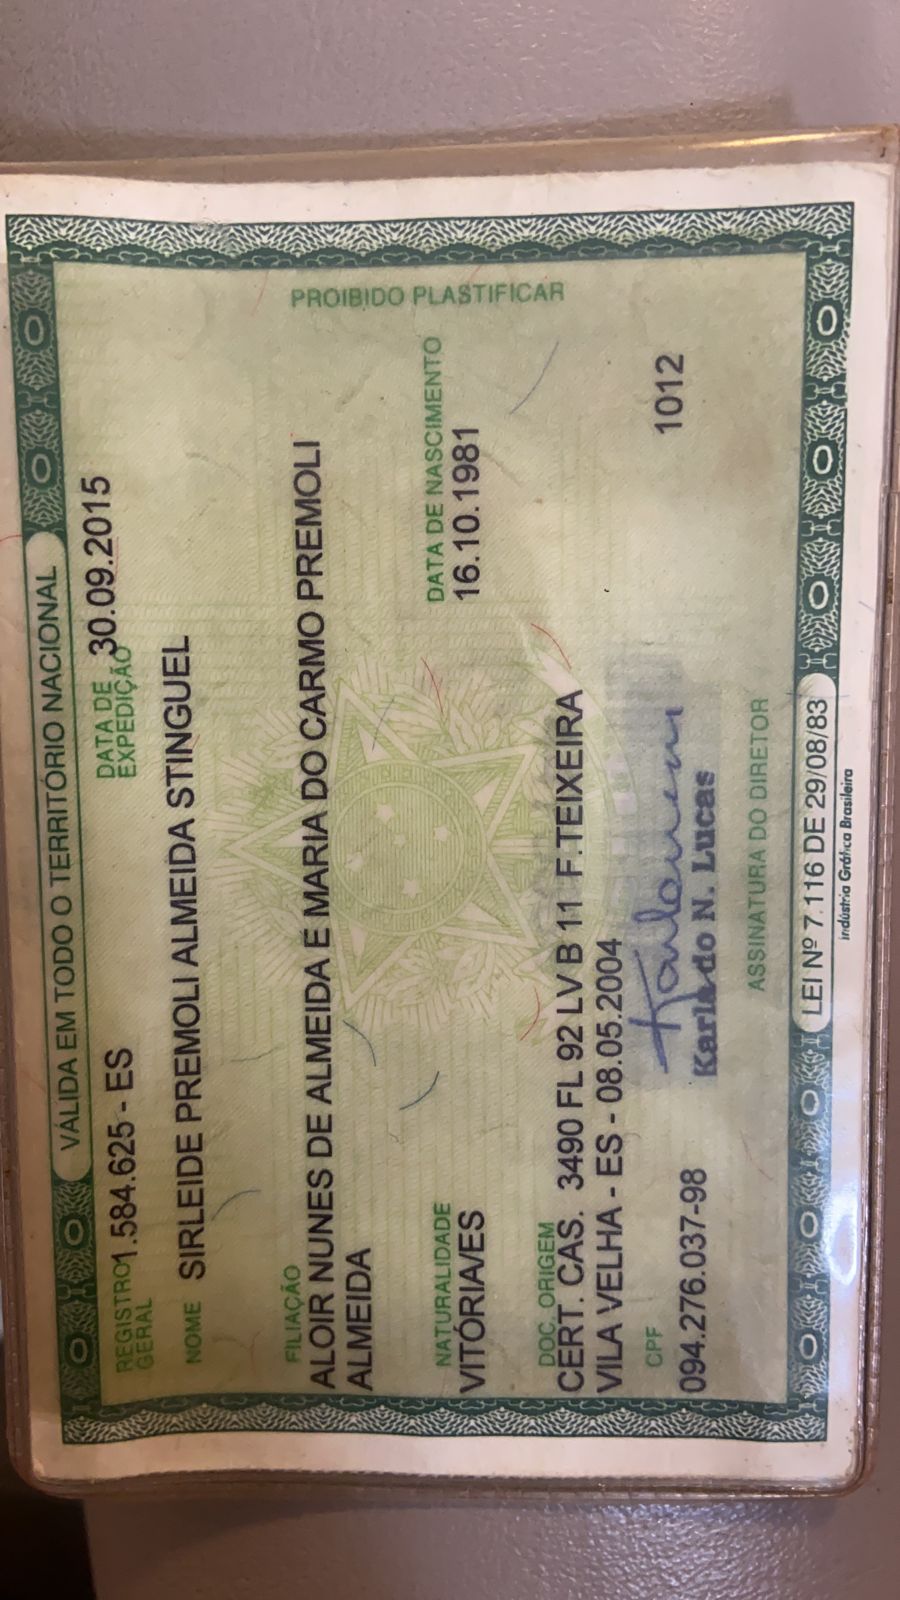 VÁLIDA EM TODO O TERRITÓRIO NACIONAL
REGISTRO GERAL 1.584.625 - ES DATA DE EXPEDIÇÃO 30.09.2015
NOME SIRLEIDE PREMOLI ALMEIDA STINGUEL
FILIAÇÃO
ALOIR NUNES DE ALMEIDA E MARIA DO CARMO PREMOLI
ALMEIDA
NATURALIDADE DATA DE NASCIMENTO
VITÓRIA/ES 16.10.1981
DOC. ORIGEM
CERT. CAS. 3490 FL 92 LV B 11 F.TEIXEIRA
VILA VELHA - ES - 08.05.2004
CPF
094.276.037-98 1012
N. Lucas
ASSINATURA DO DIRETOR
LEI Nº 7.116 DE 29/08/83
Indústria Gráfica Brasileira
PROIBIDO PLASTIFICAR